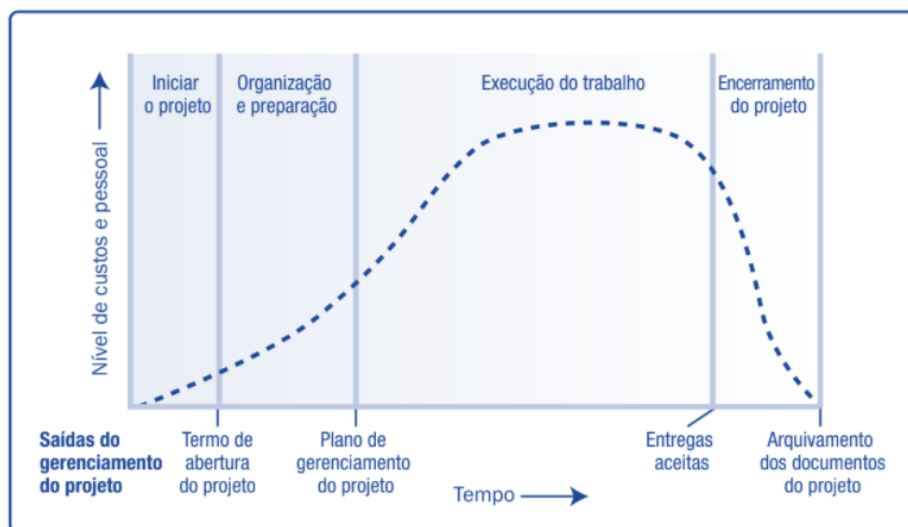 Iniciar
o projeto
Organização
e preparação
Execução do trabalho
Encerramento
do projeto
Nível de custos e pessoal
Saídas do
gerenciamento
do projeto
Termo de
abertura
do projeto
Plano de
gerenciamento
do projeto
Entregas
aceitas
Arquivamento
dos documentos
do projeto
Tempo